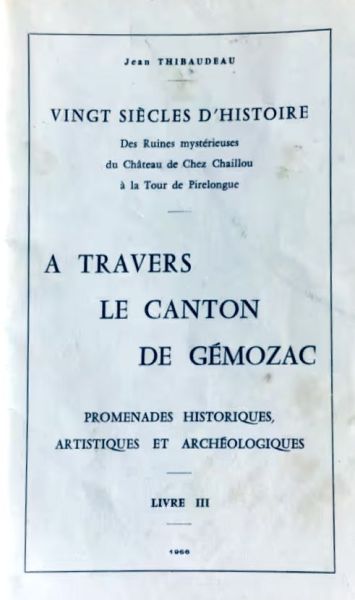 Jean THIBAUDEAU
VINGT SIÈCLES D'HISTOIRE
Des Ruines mystérieuses
du Château de Chez Chaillou
à la Tour de Pirelongue
A TRAVERS
LE CANTON
DE GÉMOZAC
PROMENADES HISTORIQUES,
ARTISTIQUES ET ARCHÉOLOGIQUES
LIVRE III
1966